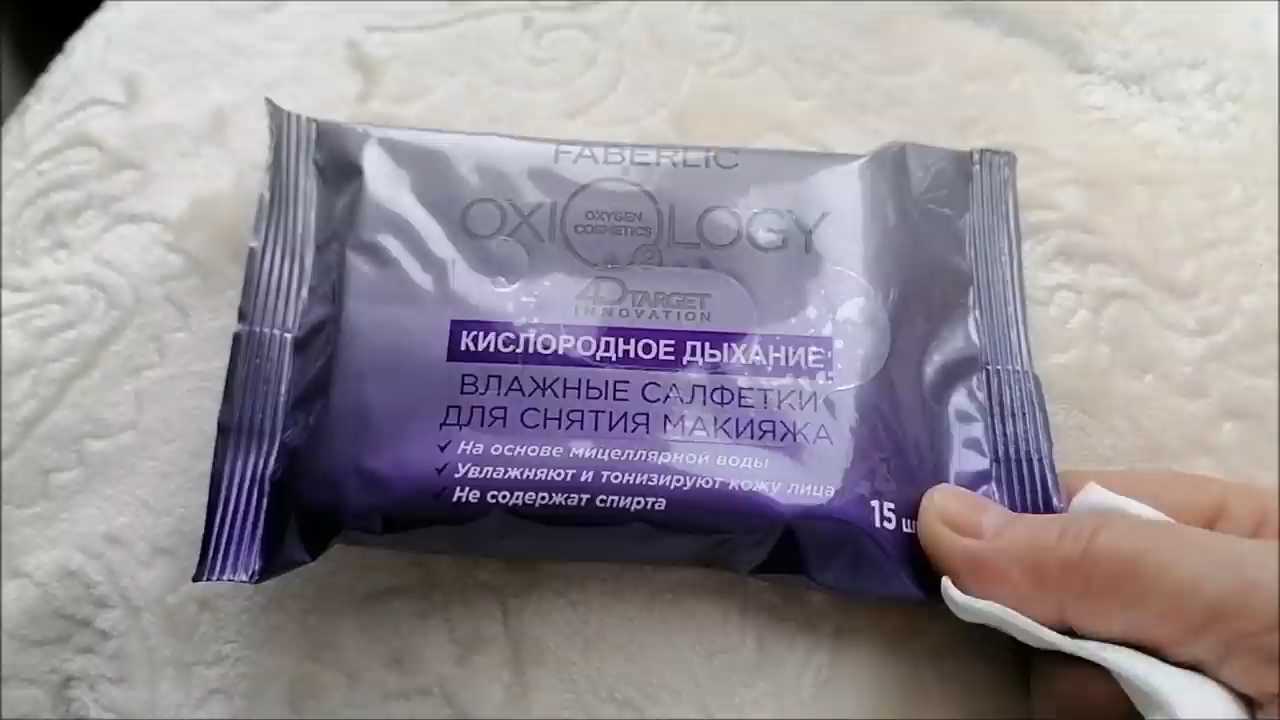 FABERLIC
OXIOLOGY
OXYGEN
COSMETICS
2
4D TARGET
INNOVATION
КИСЛОРОДНОЕ ДЫХАНИЕ
ВЛАЖНЫЕ САЛФЕТКИ
ДЛЯ СНЯТИЯ МАКИЯЖА
✓ На основе мицеллярной воды
✓ Увлажняют и тонизируют кожу лица
✓ Не содержат спирта
15